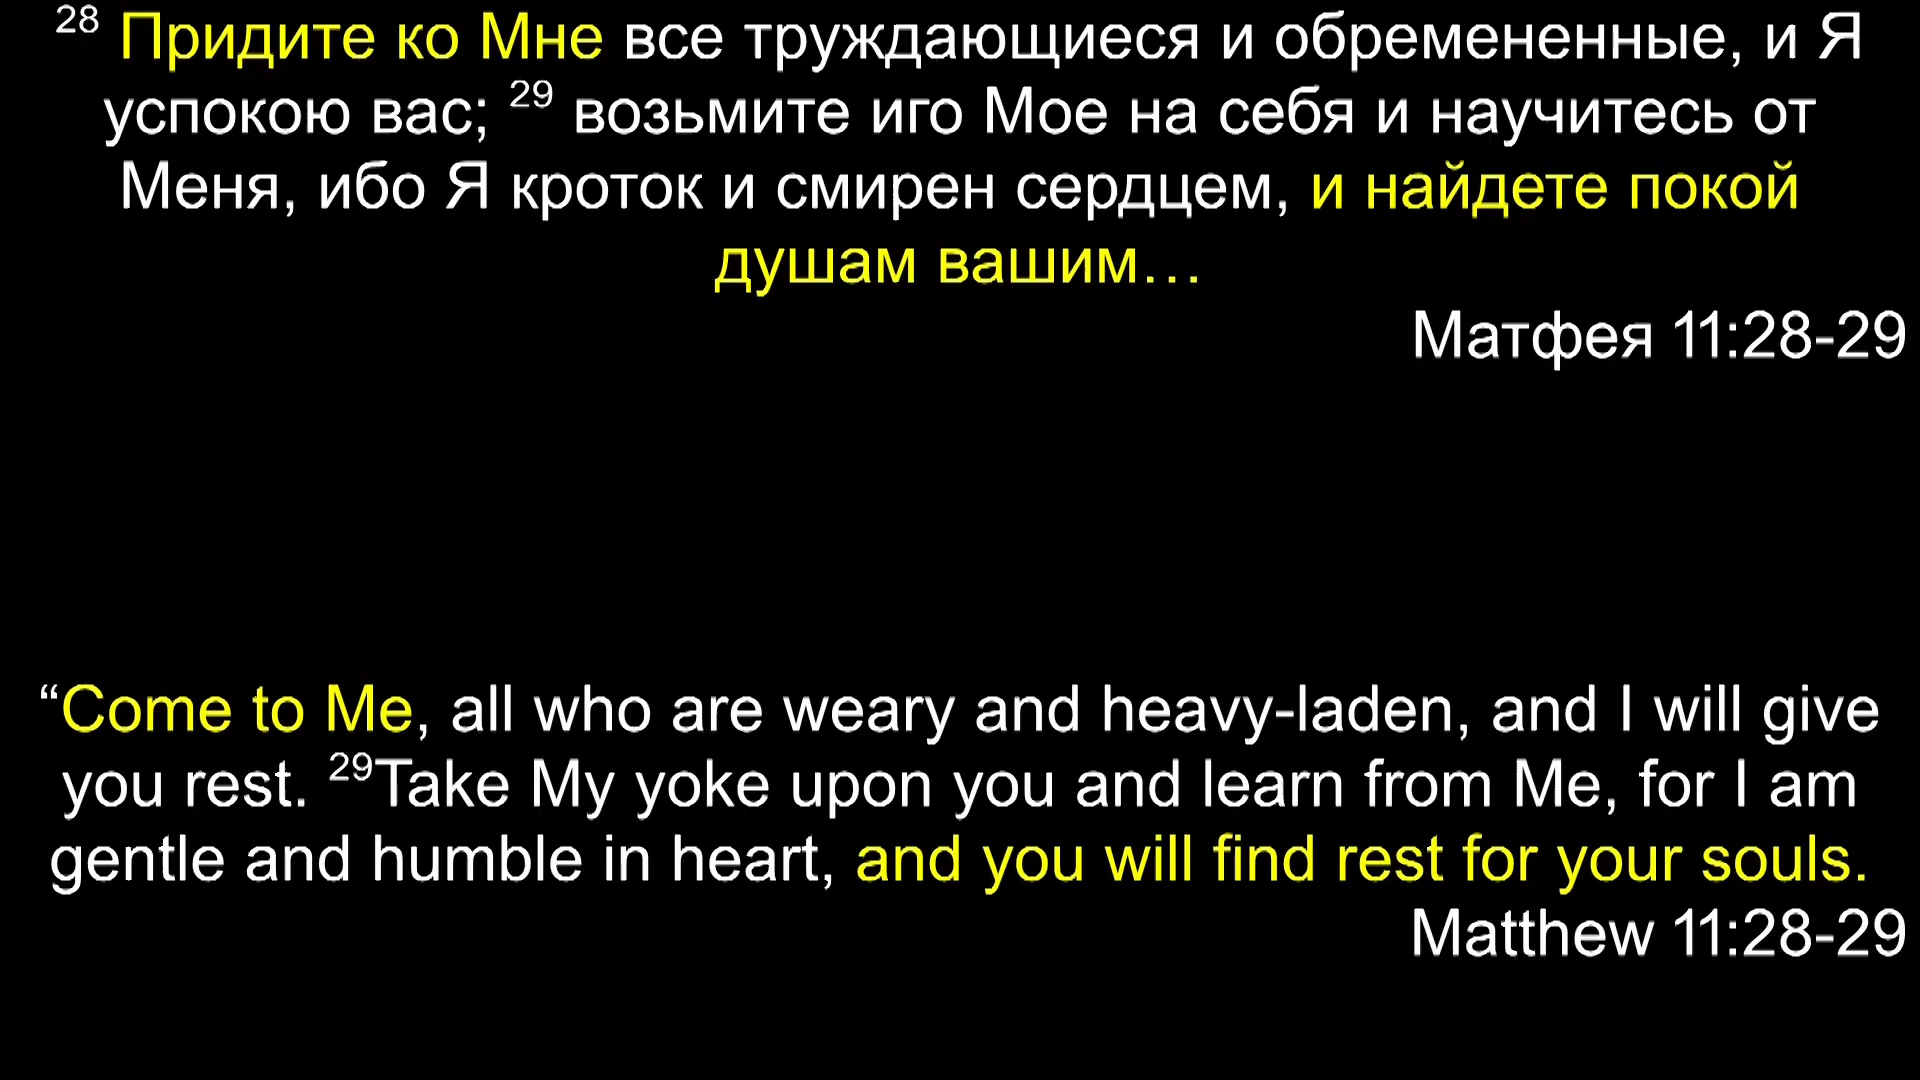 28 Придите ко Мне все труждающиеся и обремененные, и Я
успокою вас; 29 возьмите иго Мое на себя и научитесь от
Меня, ибо Я кроток и смирен сердцем, и найдете покой
душам вашим…
Матфея 11:28-29
“Come to Me, all who are weary and heavy-laden, and I will give
you rest. 29Take My yoke upon you and learn from Me, for I am
gentle and humble in heart, and you will find rest for your souls.
Matthew 11:28-29